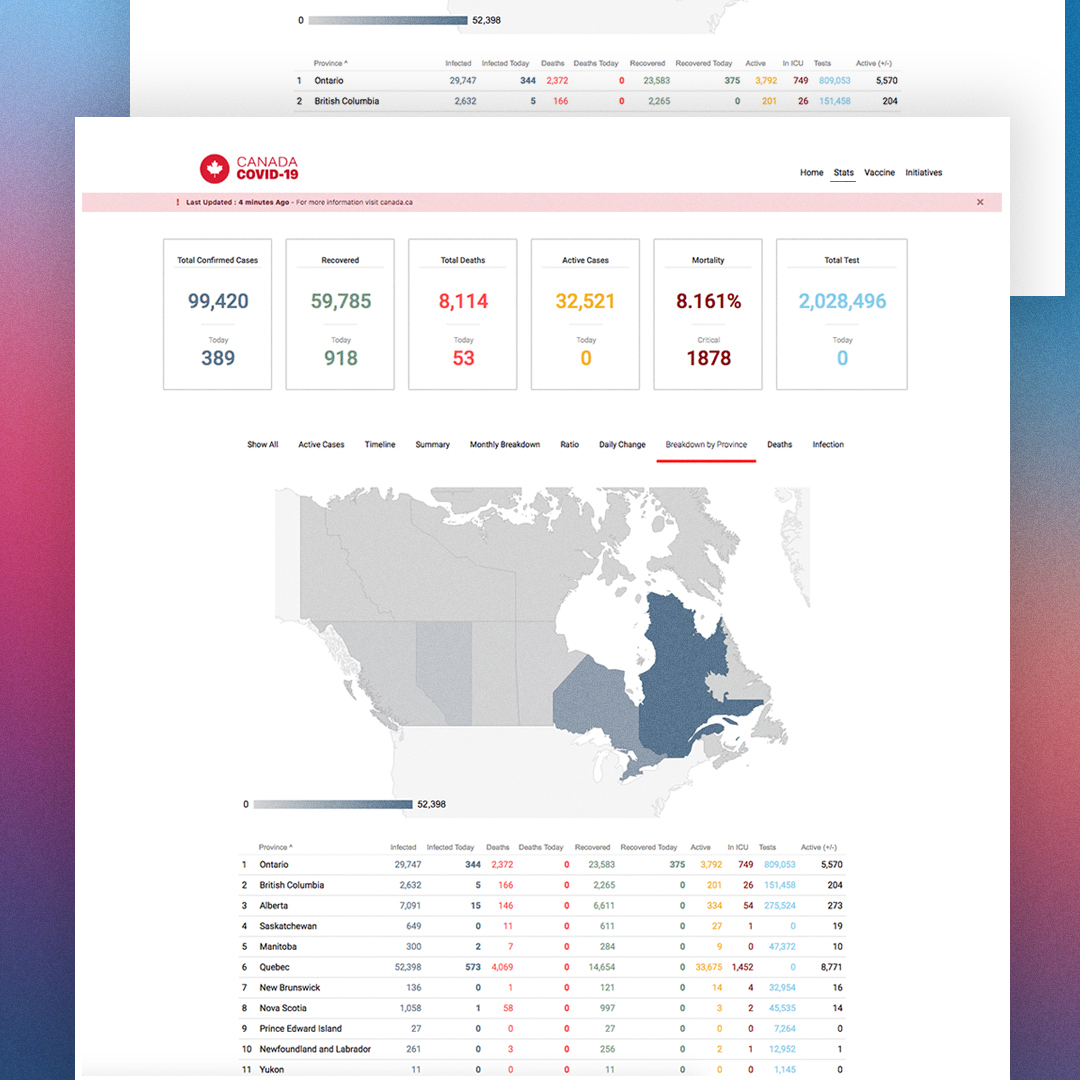 0 52,398
Province ^ Infected Infected Today Deaths Deaths Today Recovered Recovered Today Active In ICU Tests Active (+/-)
1 Ontario 29,747 344 2,372 0 23,583 375 3,792 749 809,053 5,570
2 British Columbia 2,632 5 166 0 2,265 0 201 26 151,458 204
CANADA
COVID-19
Home Stats Vaccine Initiatives
! Last Updated : 4 minutes Ago - For more information visit canada.ca ×
Total Confirmed Cases Recovered Total Deaths Active Cases Mortality Total Test
99,420 59,785 8,114 32,521 8.161% 2,028,496
Today Today Today Today Critical Today
389 918 53 0 1878 0
Show All Active Cases Timeline Summary Monthly Breakdown Ratio Daily Change Breakdown by Province Deaths Infection
0 52,398
Province ^ Infected Infected Today Deaths Deaths Today Recovered Recovered Today Active In ICU Tests Active (+/-)
1 Ontario 29,747 344 2,372 0 23,583 375 3,792 749 809,053 5,570
2 British Columbia 2,632 5 166 0 2,265 0 201 26 151,458 204
3 Alberta 7,091 15 146 0 6,611 0 334 54 275,524 273
4 Saskatchewan 649 0 11 0 611 0 27 1 0 19
5 Manitoba 300 2 7 0 284 0 9 0 47,372 10
6 Quebec 52,398 573 4,069 0 14,654 0 33,675 1,452 0 8,771
7 New Brunswick 136 0 1 0 121 0 14 4 32,954 16
8 Nova Scotia 1,058 1 58 0 997 0 3 2 45,535 14
9 Prince Edward Island 27 0 0 0 27 0 0 0 7,264 0
10 Newfoundland and Labrador 261 0 3 0 256 0 2 1 12,952 1
11 Yukon 11 0 0 0 11 0 0 0 1,145 0